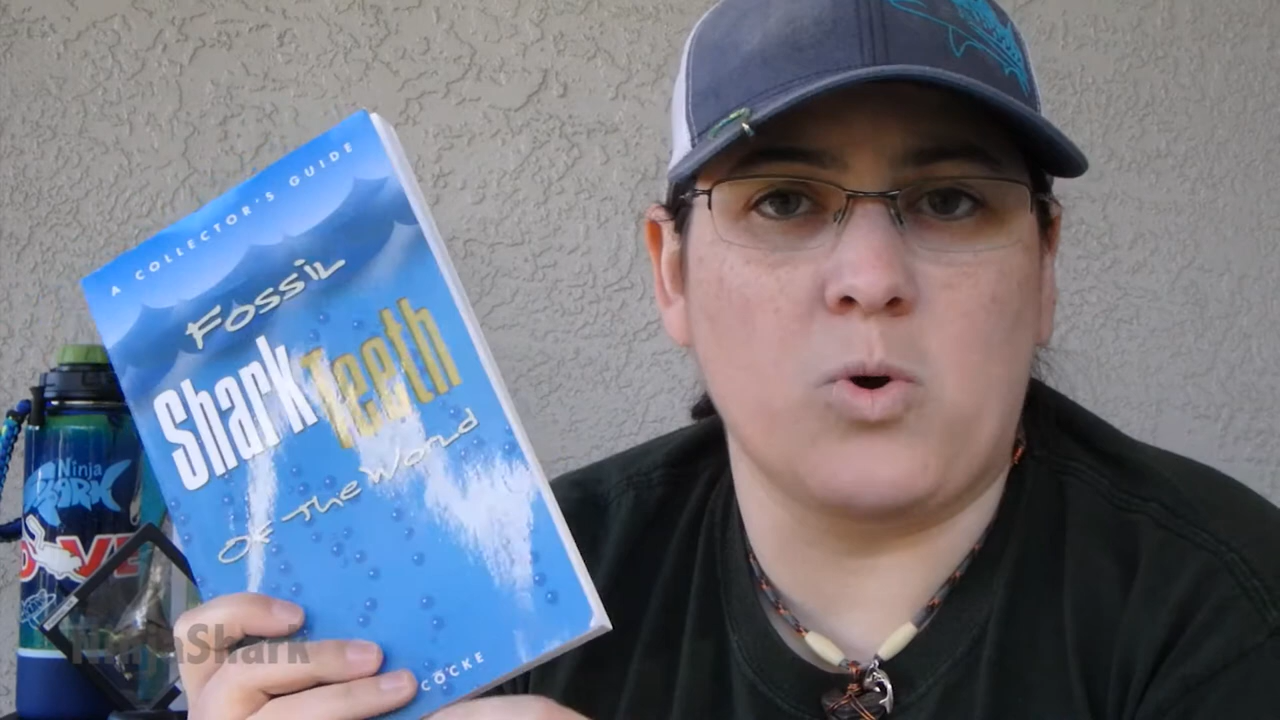 A COLLECTOR'S GUIDE
Fossil
Shark Teeth
Of The World
COCKE
Ninja
SHARK
NinjaShark